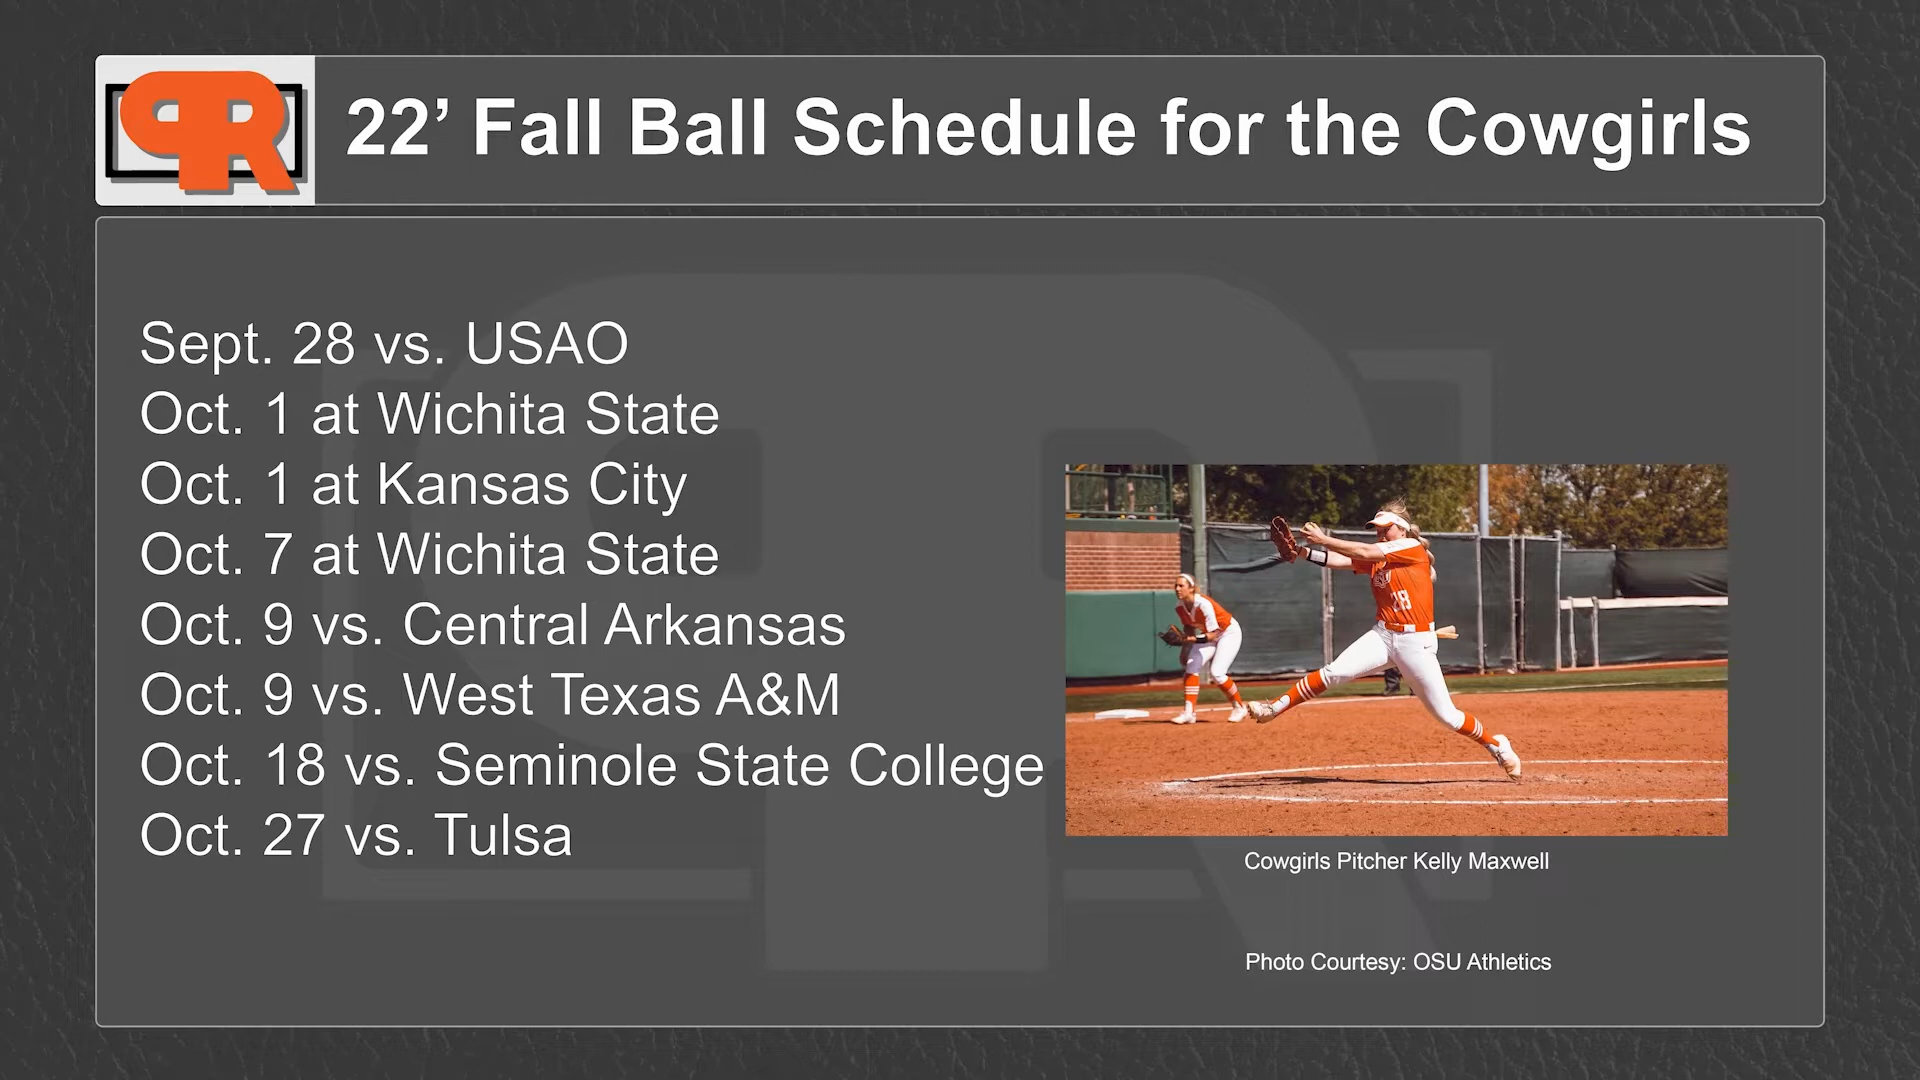 PR
22’ Fall Ball Schedule for the Cowgirls
Sept. 28 vs. USAO
Oct. 1 at Wichita State
Oct. 1 at Kansas City
Oct. 7 at Wichita State
Oct. 9 vs. Central Arkansas
Oct. 9 vs. West Texas A&M
Oct. 18 vs. Seminole State College
Oct. 27 vs. Tulsa
28
Cowgirls Pitcher Kelly Maxwell
Photo Courtesy: OSU Athletics